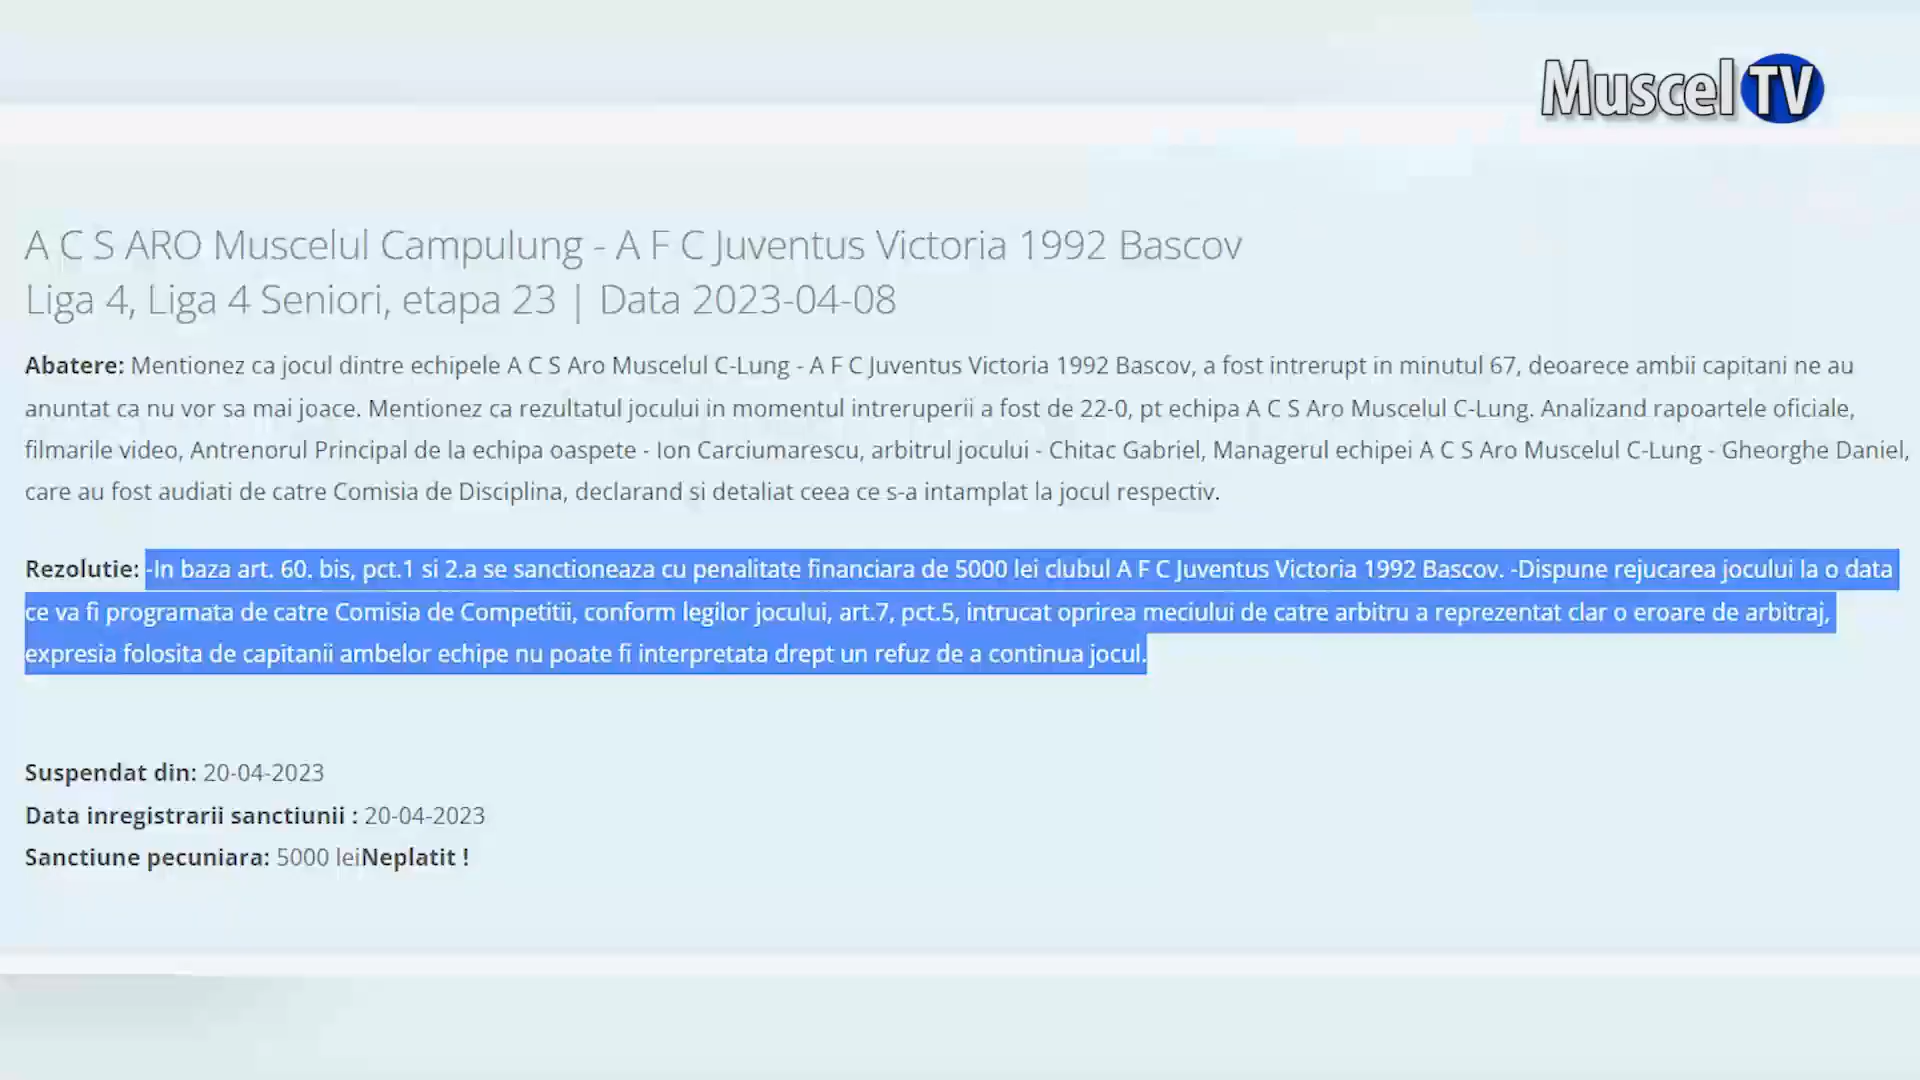 Muscel TV
A C S ARO Muscelul Campulung - A F C Juventus Victoria 1992 Bascov
Liga 4, Liga 4 Seniori, etapa 23 | Data 2023-04-08
Abatere: Mentionez ca jocul dintre echipele A C S Aro Muscelul C-Lung - A F C Juventus Victoria 1992 Bascov, a fost intrerupt in minutul 67, deoarece ambii capitani ne au
anuntat ca nu vor sa mai joace. Mentionez ca rezultatul jocului in momentul intreruperii a fost de 22-0, pt echipa A C S Aro Muscelul C-Lung. Analizand rapoartele oficiale,
filmarile video, Antrenorul Principal de la echipa oaspete - Ion Carciumarescu, arbitrul jocului - Chitac Gabriel, Managerul echipei A C S Aro Muscelul C-Lung - Gheorghe Daniel,
care au fost audiati de catre Comisia de Disciplina, declarand si detaliat ceea ce s-a intamplat la jocul respectiv.
Rezolutie: -In baza art. 60. bis, pct.1 si 2.a se sanctioneaza cu penalitate financiara de 5000 lei clubul A F C Juventus Victoria 1992 Bascov. -Dispune rejucarea jocului la o data
ce va fi programata de catre Comisia de Competitii, conform legilor jocului, art.7, pct.5, intrucat oprirea meciului de catre arbitru a reprezentat clar o eroare de arbitraj,
expresia folosita de capitanii ambelor echipe nu poate fi interpretata drept un refuz de a continua jocul.
Suspendat din: 20-04-2023
Data inregistrarii sanctiunii : 20-04-2023
Sanctiune pecuniara: 5000 leiNeplatit !